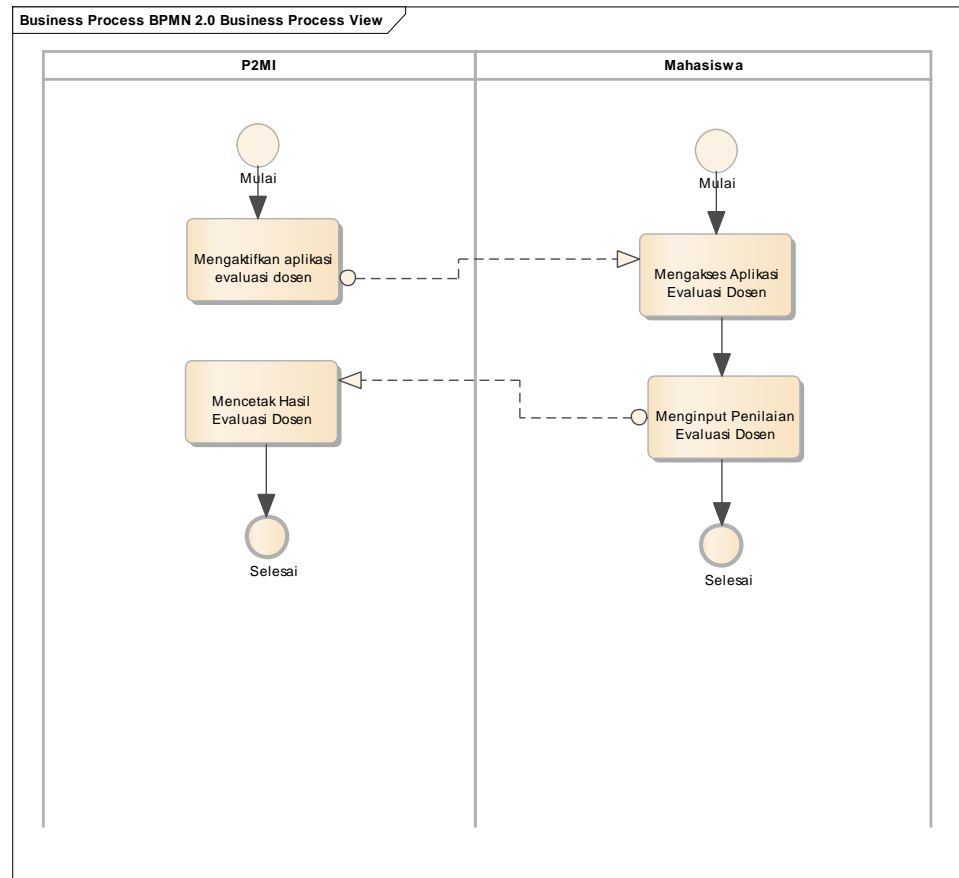 Business Process BPMN 2.0 Business Process View
P2MI
Mahasiswa
Mulai
Mengaktifkan aplikasi
evaluasi dosen
Mencetak Hasil
Evaluasi Dosen
Selesai
Mulai
Mengakses Aplikasi
Evaluasi Dosen
Menginput Penilaian
Evaluasi Dosen
Selesai